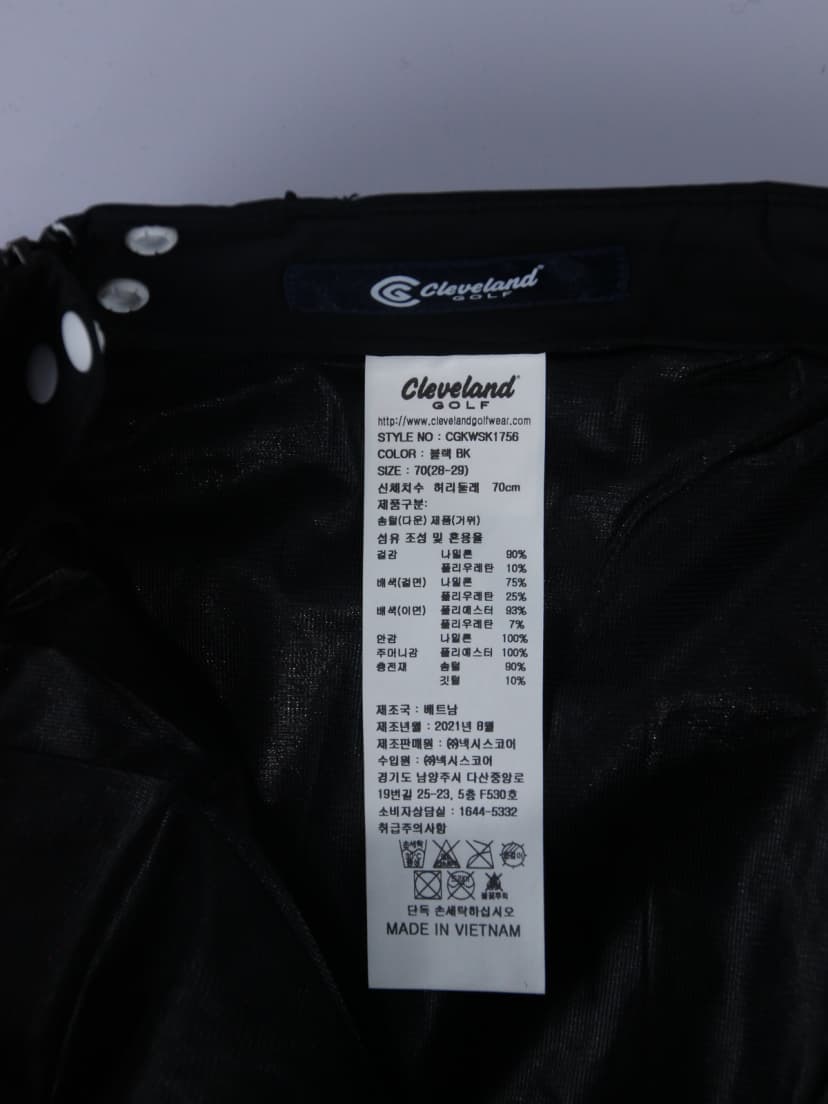 CG Cleveland
GOLF
Cleveland
GOLF
http://www.clevelandgolfwear.com
STYLE NO : CGKWSK1756
COLOR : 블랙 BK
SIZE : 70(28-29)
신체치수 허리둘레 70cm
제품구분:
솜털(다운) 제품(거위)
섬유 조성 및 혼용율
겉감 나일론 90%
폴리우레탄 10%
배색(겉면) 나일론 75%
폴리우레탄 25%
배색(이면) 폴리에스터 93%
폴리우레탄 7%
안감 나일론 100%
주머니감 폴리에스터 100%
충전재 솜털 90%
깃털 10%
제조국 : 베트남
제조년월 : 2021년 8월
제조판매원 : ㈜넥시스코어
수입원 : ㈜넥시스코어
경기도 남양주시 다산중앙로
19번길 25-23, 5층 F530호
소비자상담실 : 1644-5332
취급주의사항
손세탁
단독 손세탁하십시오
MADE IN VIETNAM